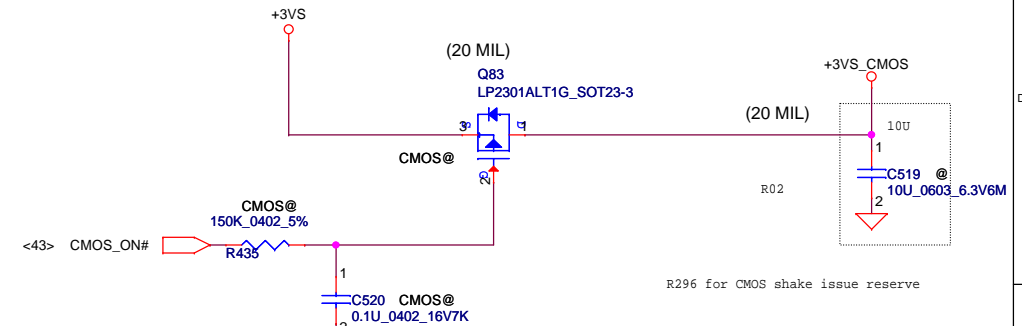 +3VS
(20 MIL)
Q83
LP2301ALT1G_SOT23-3
+3VS_CMOS
(20 MIL)
3
S
D
1
10U
1
CMOS@
G
2
C519 @
10U_0603_6.3V6M
R02
2
CMOS@
150K_0402_5%
<43> CMOS_ON#
R435
1
R296 for CMOS shake issue reserve
C520 CMOS@
0.1U_0402_16V7K
2
D